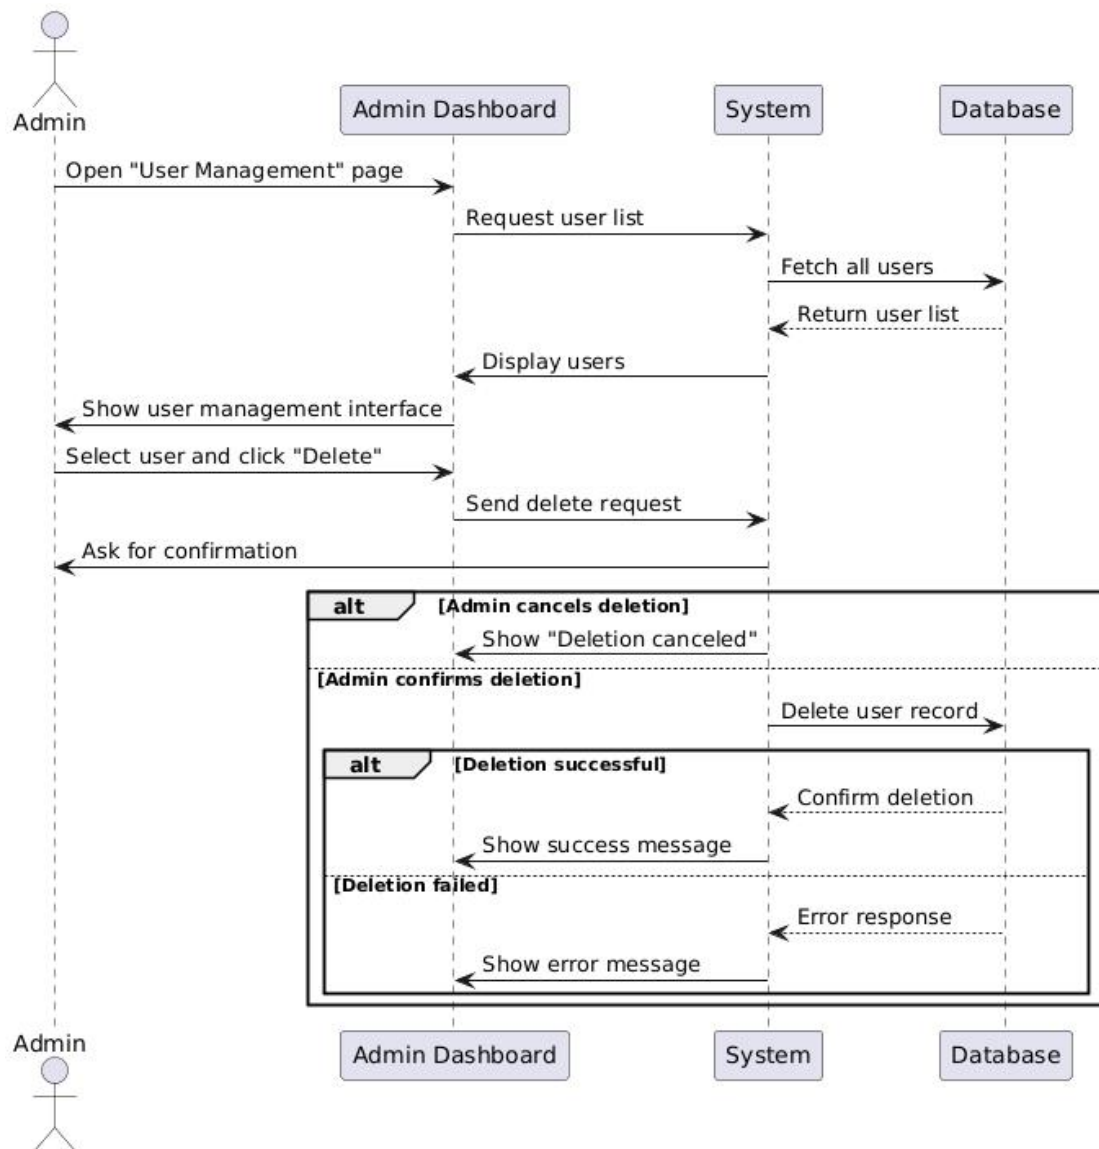 Admin
Admin Dashboard
System
Database
Open "User Management" page
Request user list
Fetch all users
Return user list
Display users
Show user management interface
Select user and click "Delete"
Send delete request
Ask for confirmation
alt
[Admin cancels deletion]
Show "Deletion canceled"
[Admin confirms deletion]
Delete user record
alt
[Deletion successful]
Confirm deletion
Show success message
[Deletion failed]
Error response
Show error message
Admin
Admin Dashboard
System
Database